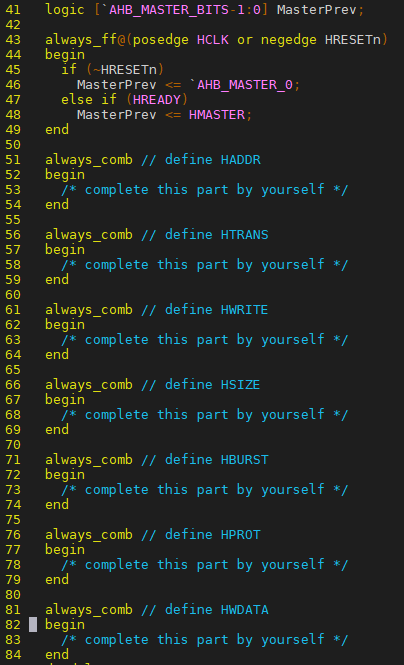 41 logic [`AHB_MASTER_BITS-1:0] MasterPrev;
42
43 always_ff@(posedge HCLK or negedge HRESETn)
44 begin
45   if (~HRESETn)
46     MasterPrev <= `AHB_MASTER_0;
47   else if (HREADY)
48     MasterPrev <= HMASTER;
49 end
50
51 always_comb // define HADDR
52 begin
53   /* complete this part by yourself */
54 end
55
56 always_comb // define HTRANS
57 begin
58   /* complete this part by yourself */
59 end
60
61 always_comb // define HWRITE
62 begin
63   /* complete this part by yourself */
64 end
65
66 always_comb // define HSIZE
67 begin
68   /* complete this part by yourself */
69 end
70
71 always_comb // define HBURST
72 begin
73   /* complete this part by yourself */
74 end
75
76 always_comb // define HPROT
77 begin
78   /* complete this part by yourself */
79 end
80
81 always_comb // define HWDATA
82 begin
83   /* complete this part by yourself */
84 end